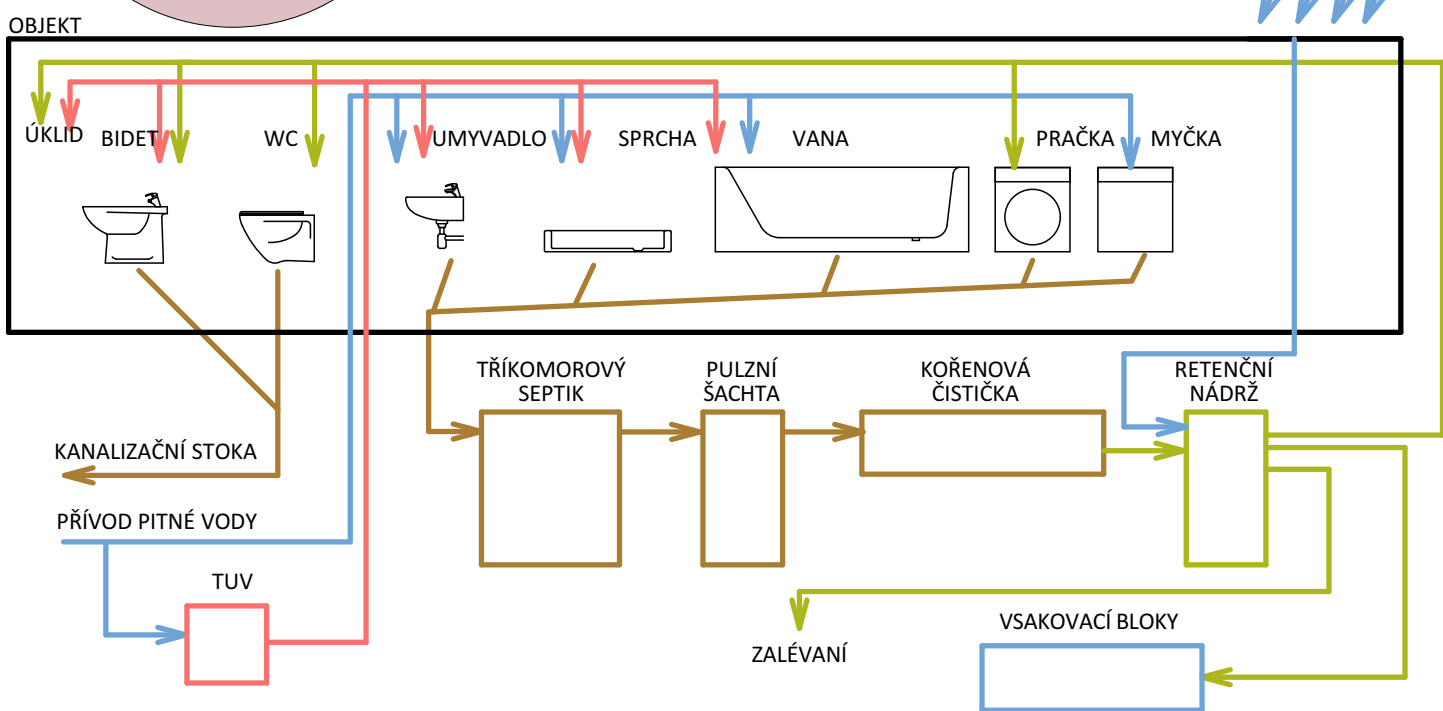 OBJEKT
ÚKLID
BIDET
WC
UMYVADLO
SPRCHA
VANA
PRAČKA
MYČKA
TŘÍKOMOROVÝ
SEPTIK
PULZNÍ
ŠACHTA
KOŘENOVÁ
ČISTIČKA
RETENČNÍ
NÁDRŽ
KANALIZAČNÍ STOKA
PŘÍVOD PITNÉ VODY
TUV
ZALÉVANÍ
VSAKOVACÍ BLOKY